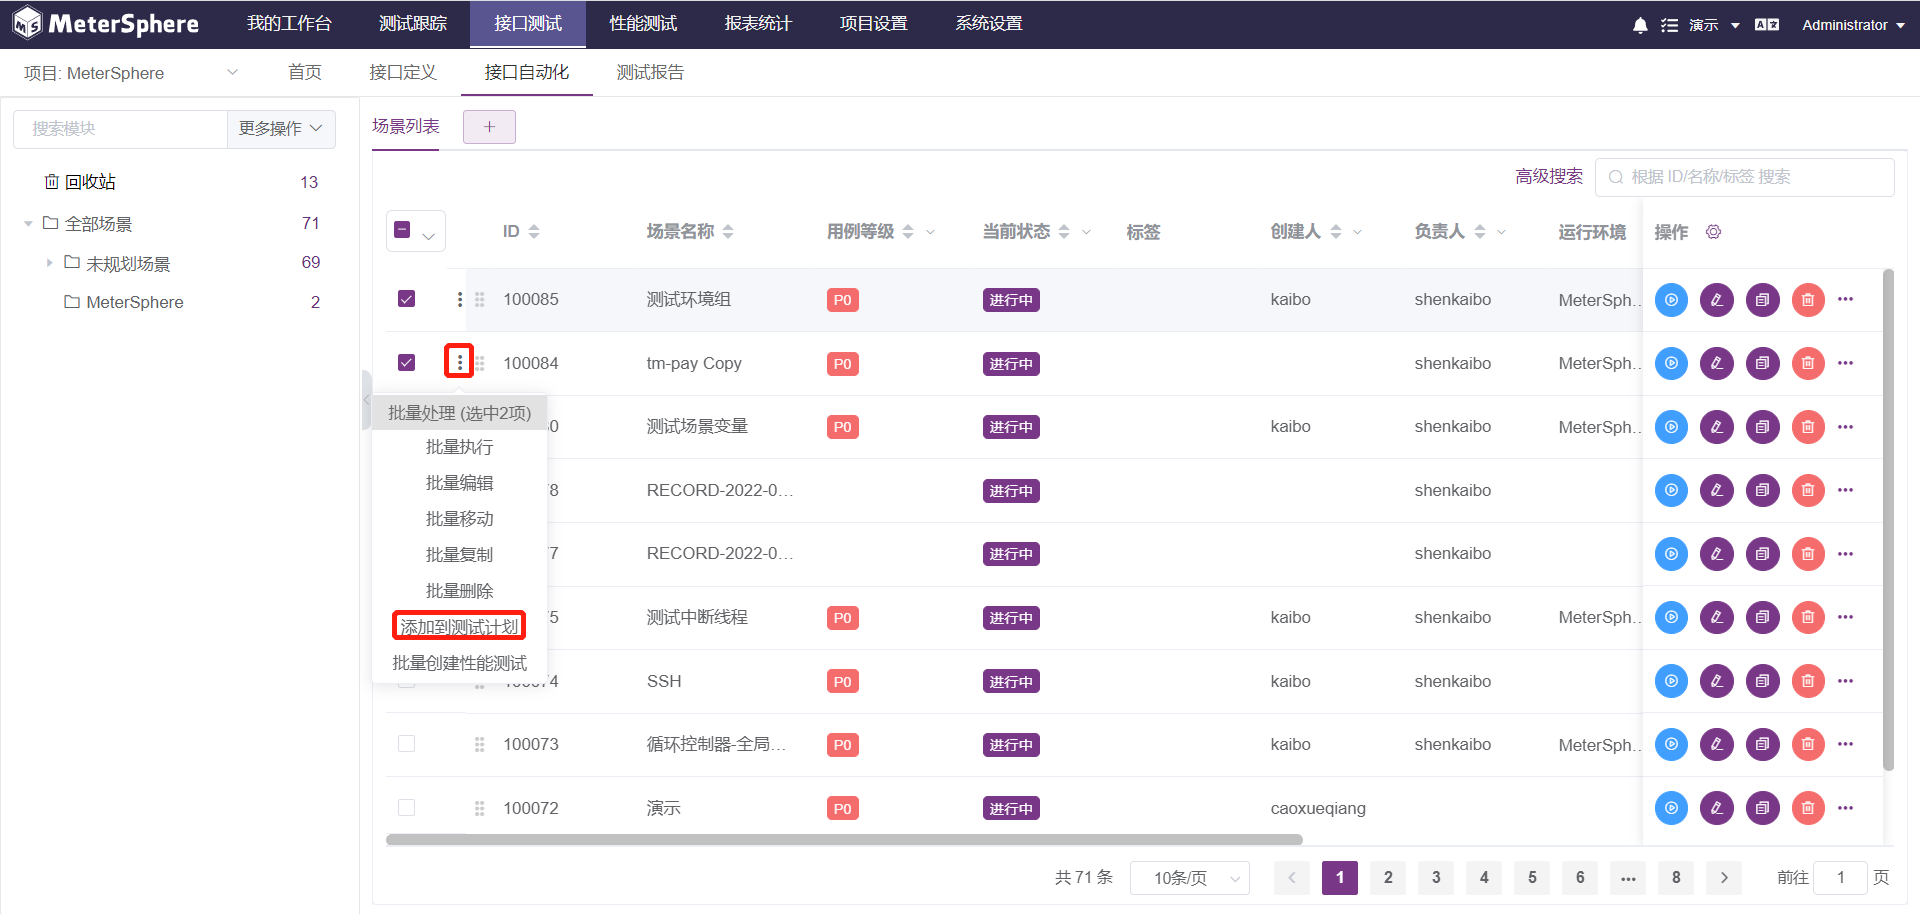 MeterSphere 我的工作台 测试跟踪 接口测试 性能测试 报表统计 项目设置 系统设置 演示 Administrator
项目: MeterSphere 首页 接口定义 接口自动化 测试报告
搜索模块 更多操作
回收站 13
全部场景 71
未规划场景 69
MeterSphere 2
场景列表 +
高级搜索 根据 ID/名称/标签 搜索
ID 场景名称 用例等级 当前状态 标签 创建人 负责人 运行环境 操作
100085 测试环境组 P0 进行中 kaibo shenkaibo MeterSph...
100084 tm-pay Copy P0 进行中 shenkaibo MeterSph...
批量处理 (选中2项)
批量执行
批量编辑
批量移动
批量复制
批量删除
添加到测试计划
批量创建性能测试
0 测试场景变量 P0 进行中 kaibo shenkaibo MeterSph...
8 RECORD-2022-0... 进行中 shenkaibo
7 RECORD-2022-0... 进行中 shenkaibo
5 测试中断线程 P0 进行中 kaibo shenkaibo MeterSph...
100074 SSH P0 进行中 kaibo shenkaibo
100073 循环控制器-全局... P0 进行中 kaibo shenkaibo MeterSph...
100072 演示 P0 进行中 caoxueqiang
共 71 条 10条/页 1 2 3 4 5 6 ... 8 前往 1 页